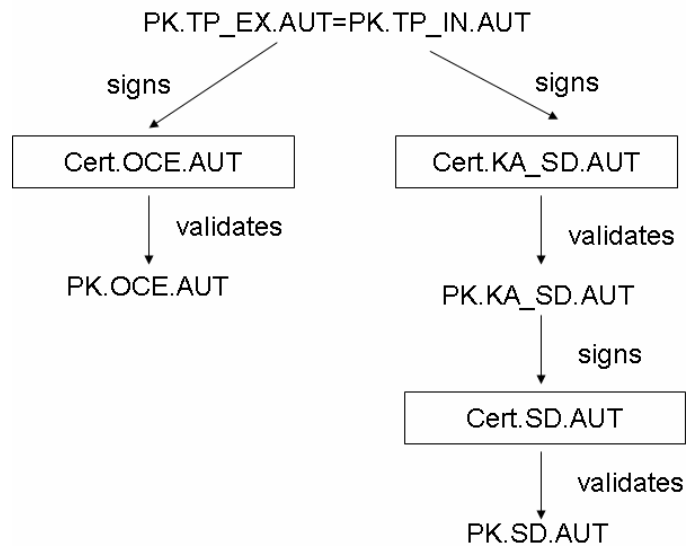 PK.TP_EX.AUT=PK.TP_IN.AUT
signs
signs
Cert.OCE.AUT
Cert.KA_SD.AUT
validates
validates
PK.OCE.AUT
PK.KA_SD.AUT
signs
Cert.SD.AUT
validates
PK.SD.AUT